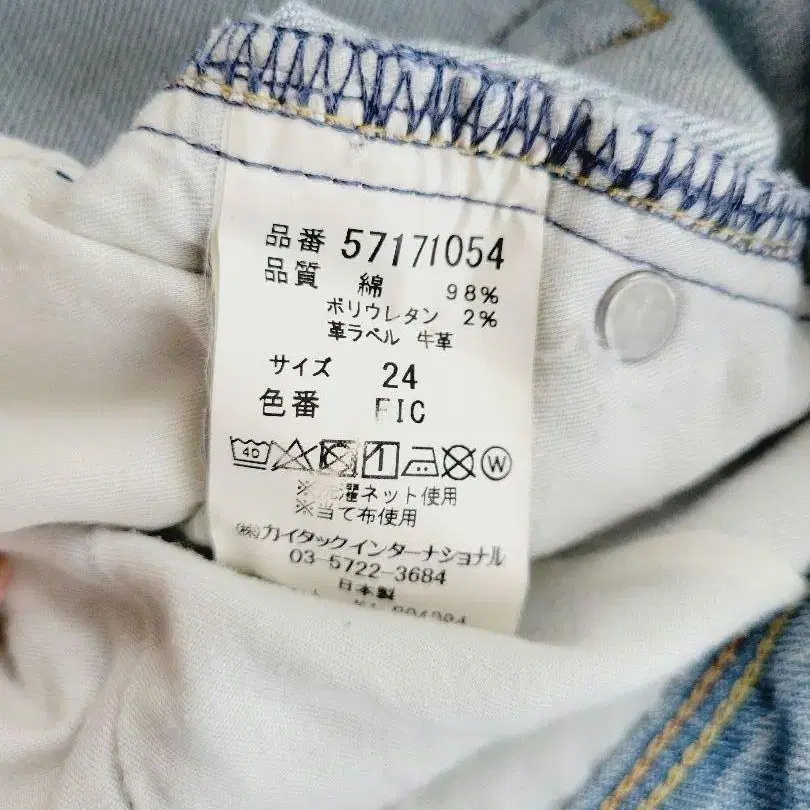 品番 57171054
品質 綿 98%
ポリウレタン 2%
革ラベル 牛革
サイズ 24
色番 FIC
40 W
※洗濯ネット使用
※当て布使用
㈱カイタックインターナショナル
03-5722-3684
日本製